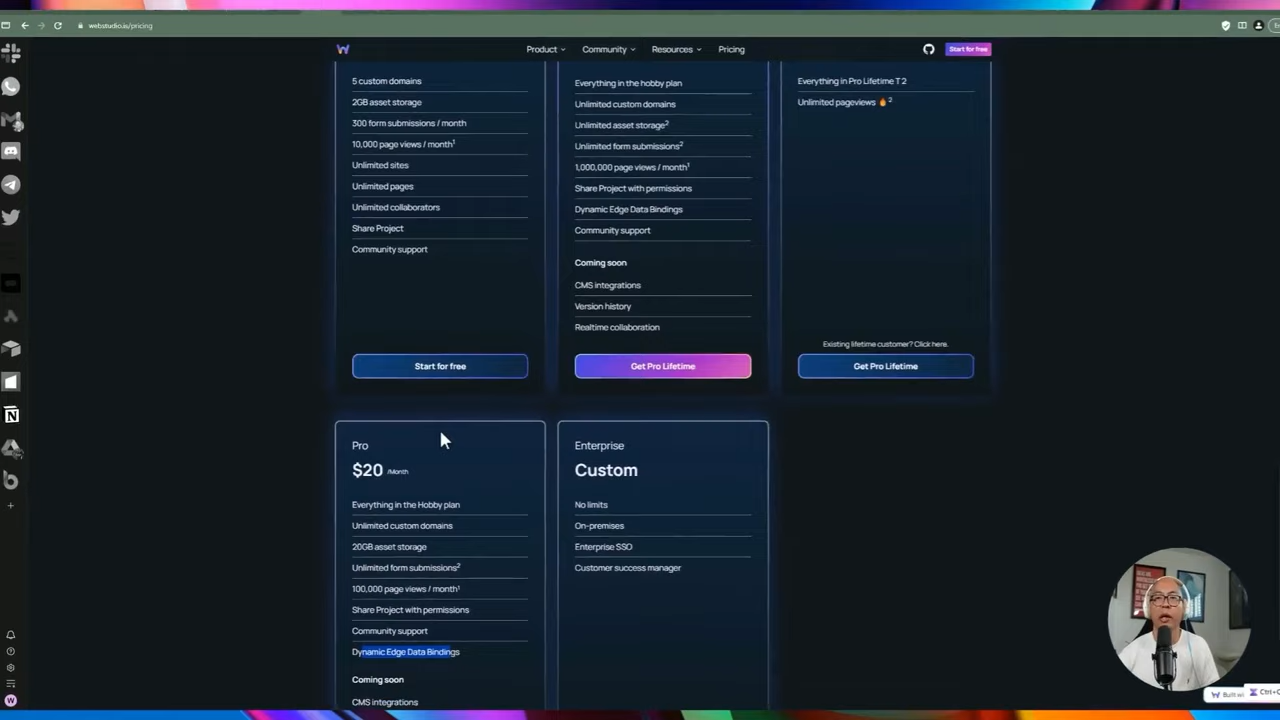 webstudio.is/pricing
Product
Community
Resources
Pricing
Start for free
5 custom domains
2GB asset storage
300 form submissions / month
10,000 page views / month¹
Unlimited sites
Unlimited pages
Unlimited collaborators
Share Project
Community support
Start for free
Everything in the hobby plan
Unlimited custom domains
Unlimited asset storage²
Unlimited form submissions²
1,000,000 page views / month¹
Share Project with permissions
Dynamic Edge Data Bindings
Community support
Coming soon
CMS integrations
Version history
Realtime collaboration
Get Pro Lifetime
Everything in Pro Lifetime T2
Unlimited pageviews 🔥 ²
Existing lifetime customer? Click here.
Get Pro Lifetime
Pro
$20 /Month
Everything in the Hobby plan
Unlimited custom domains
20GB asset storage
Unlimited form submissions²
100,000 page views / month¹
Share Project with permissions
Community support
Dynamic Edge Data Bindings
Coming soon
CMS integrations
Enterprise
Custom
No limits
On-premises
Enterprise SSO
Customer success manager
Built